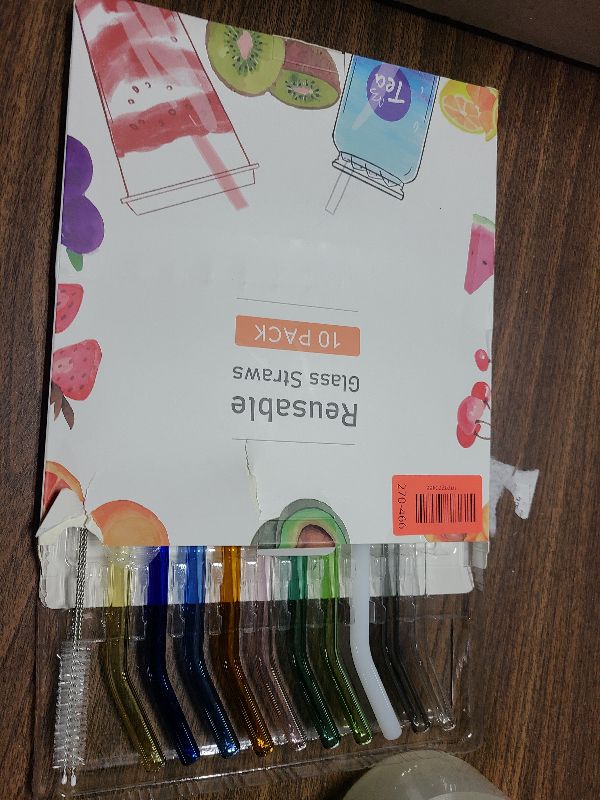 Reusable
Glass Straws
10 PACK
Tea
270-466